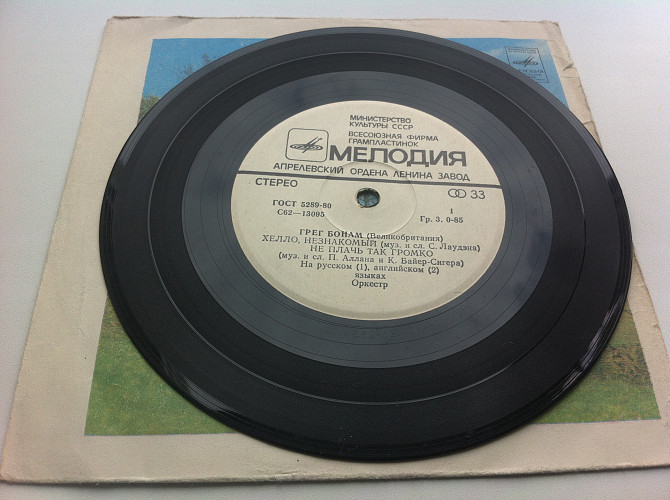 МИНИСТЕРСТВО
КУЛЬТУРЫ СССР
ВСЕСОЮЗНАЯ ФИРМА
ГРАМПЛАСТИНОК
МЕЛОДИЯ
АПРЕЛЕВСКИЙ ОРДЕНА ЛЕНИНА ЗАВОД
СТЕРЕО
33
ГОСТ 5289-80
С62—13095
1
Гр. 3. 0-85
ГРЕГ БОНАМ (Великобритания)
ХЕЛЛО, НЕЗНАКОМЫЙ (муз. и сл. С. Лаудэна)
НЕ ПЛАЧЬ ТАК ГРОМКО
(муз. и сл. П. Аллана и К. Байер-Сигера)
На русском (1), английском (2)
языках
Оркестр